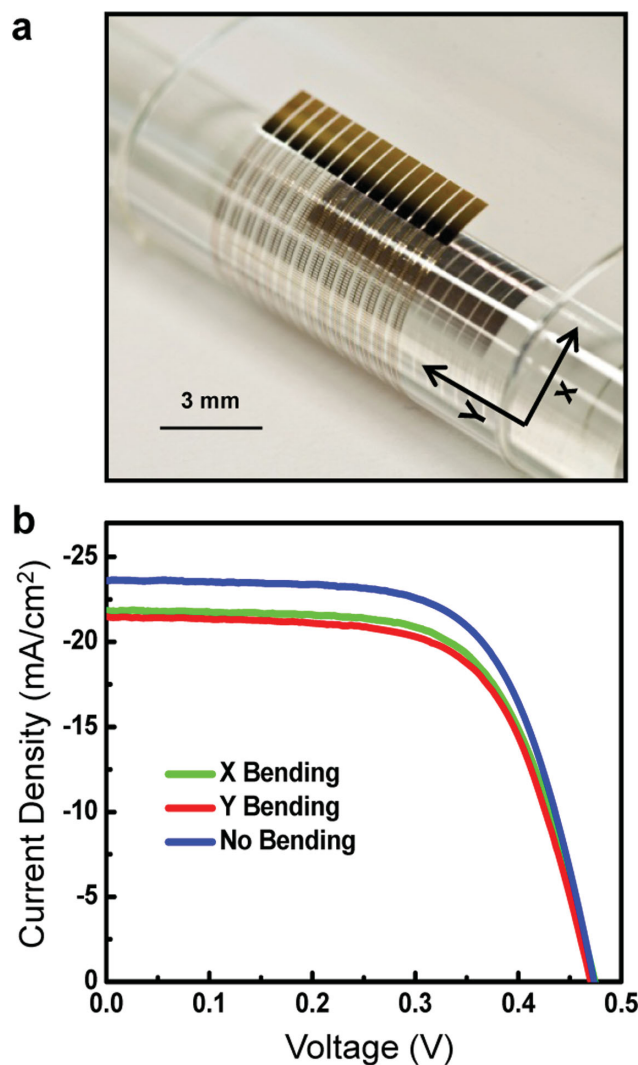 a
3 mm
Y
X
b
-25
-20
-15
-10
-5
0
Current Density (mA/cm²)
X Bending
Y Bending
No Bending
0.0 0.1 0.2 0.3 0.4 0.5
Voltage (V)